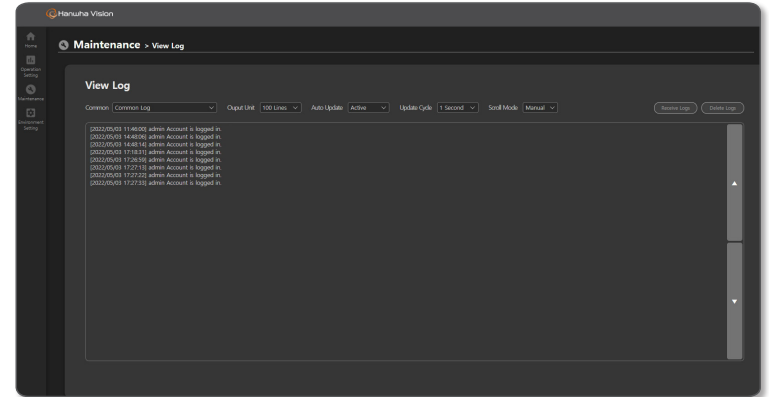 Hanwha Vision
Home
Operation
Setting
Maintenance
Environment
Setting
Maintenance > View Log
View Log
Common Common Log Ouput Unit 100 Lines Auto Update Active Update Cycle 1 Second Scroll Mode Manual Receive Logs Delete Logs
[2022/05/03 11:46:00] admin Account is logged in.
[2022/05/03 14:48:06] admin Account is logged in.
[2022/05/03 14:48:14] admin Account is logged in.
[2022/05/03 17:18:31] admin Account is logged in.
[2022/05/03 17:26:59] admin Account is logged in.
[2022/05/03 17:27:13] admin Account is logged in.
[2022/05/03 17:27:22] admin Account is logged in.
[2022/05/03 17:27:33] admin Account is logged in.